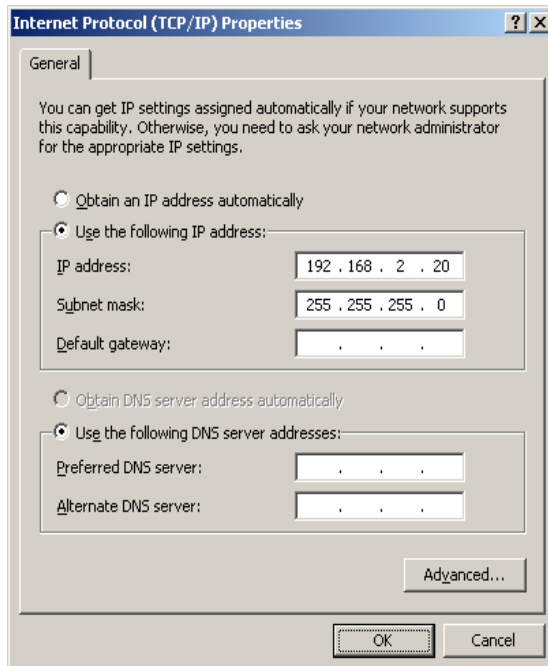 Internet Protocol (TCP/IP) Properties
General
You can get IP settings assigned automatically if your network supports
this capability. Otherwise, you need to ask your network administrator
for the appropriate IP settings.
Obtain an IP address automatically
Use the following IP address:
IP address: 192 . 168 . 2 . 20
Subnet mask: 255 . 255 . 255 . 0
Default gateway: . . .
Obtain DNS server address automatically
Use the following DNS server addresses:
Preferred DNS server: . . .
Alternate DNS server: . . .
Advanced...
OK Cancel